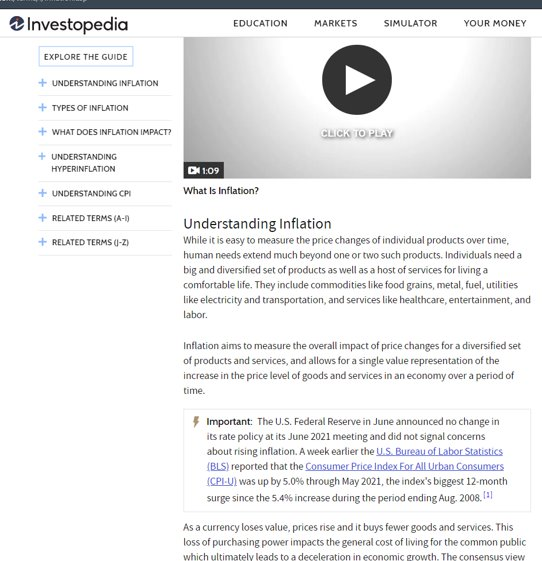 Investopedia
EDUCATION MARKETS SIMULATOR YOUR MONEY
EXPLORE THE GUIDE
+ UNDERSTANDING INFLATION
+ TYPES OF INFLATION
+ WHAT DOES INFLATION IMPACT?
+ UNDERSTANDING
HYPERINFLATION
+ UNDERSTANDING CPI
+ RELATED TERMS (A-I)
+ RELATED TERMS (J-Z)
CLICK TO PLAY
1:09
What Is Inflation?
Understanding Inflation
While it is easy to measure the price changes of individual products over time,
human needs extend much beyond one or two such products. Individuals need a
big and diversified set of products as well as a host of services for living a
comfortable life. They include commodities like food grains, metal, fuel, utilities
like electricity and transportation, and services like healthcare, entertainment, and
labor.
Inflation aims to measure the overall impact of price changes for a diversified set
of products and services, and allows for a single value representation of the
increase in the price level of goods and services in an economy over a period of
time.
Important: The U.S. Federal Reserve in June announced no change in
its rate policy at its June 2021 meeting and did not signal concerns
about rising inflation. A week earlier the U.S. Bureau of Labor Statistics
(BLS) reported that the Consumer Price Index For All Urban Consumers
(CPI-U) was up by 5.0% through May 2021, the index's biggest 12-month
surge since the 5.4% increase during the period ending Aug. 2008. [1]
As a currency loses value, prices rise and it buys fewer goods and services. This
loss of purchasing power impacts the general cost of living for the common public
which ultimately leads to a deceleration in economic growth. The consensus view